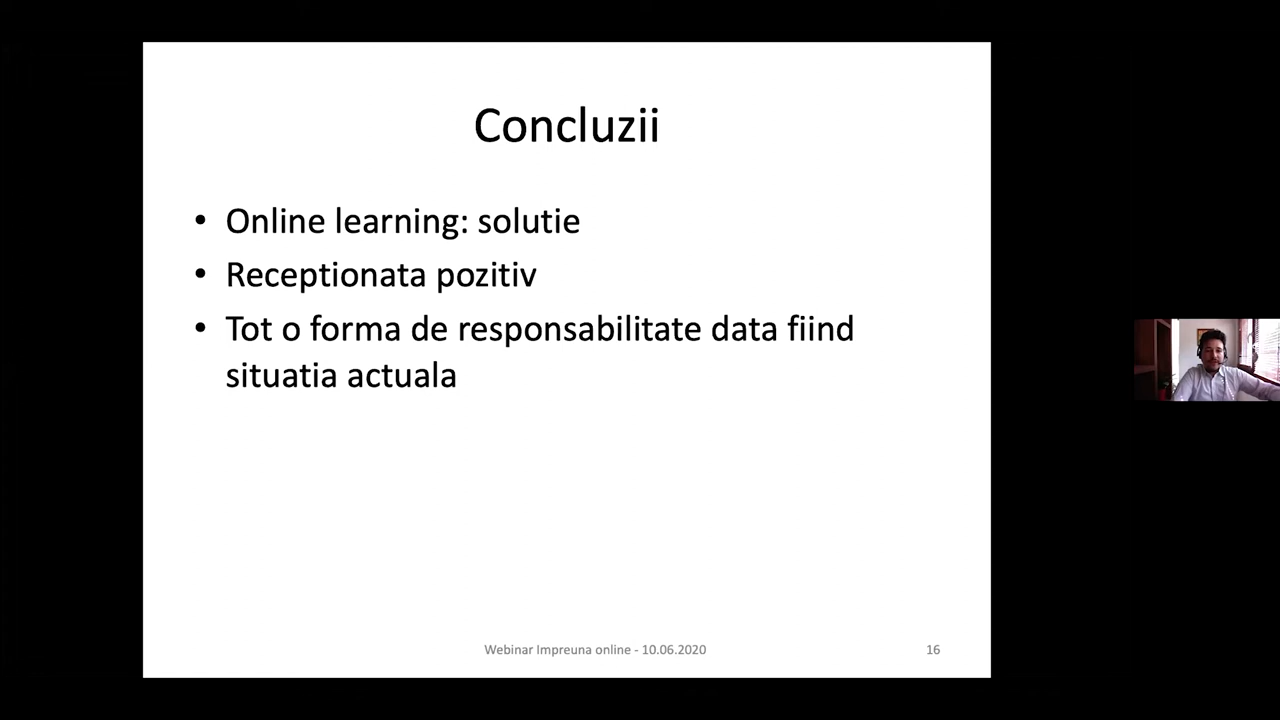 Concluzii
• Online learning: solutie
• Receptionata pozitiv
• Tot o forma de responsabilitate data fiind
situatia actuala
Webinar Impreuna online - 10.06.2020
16